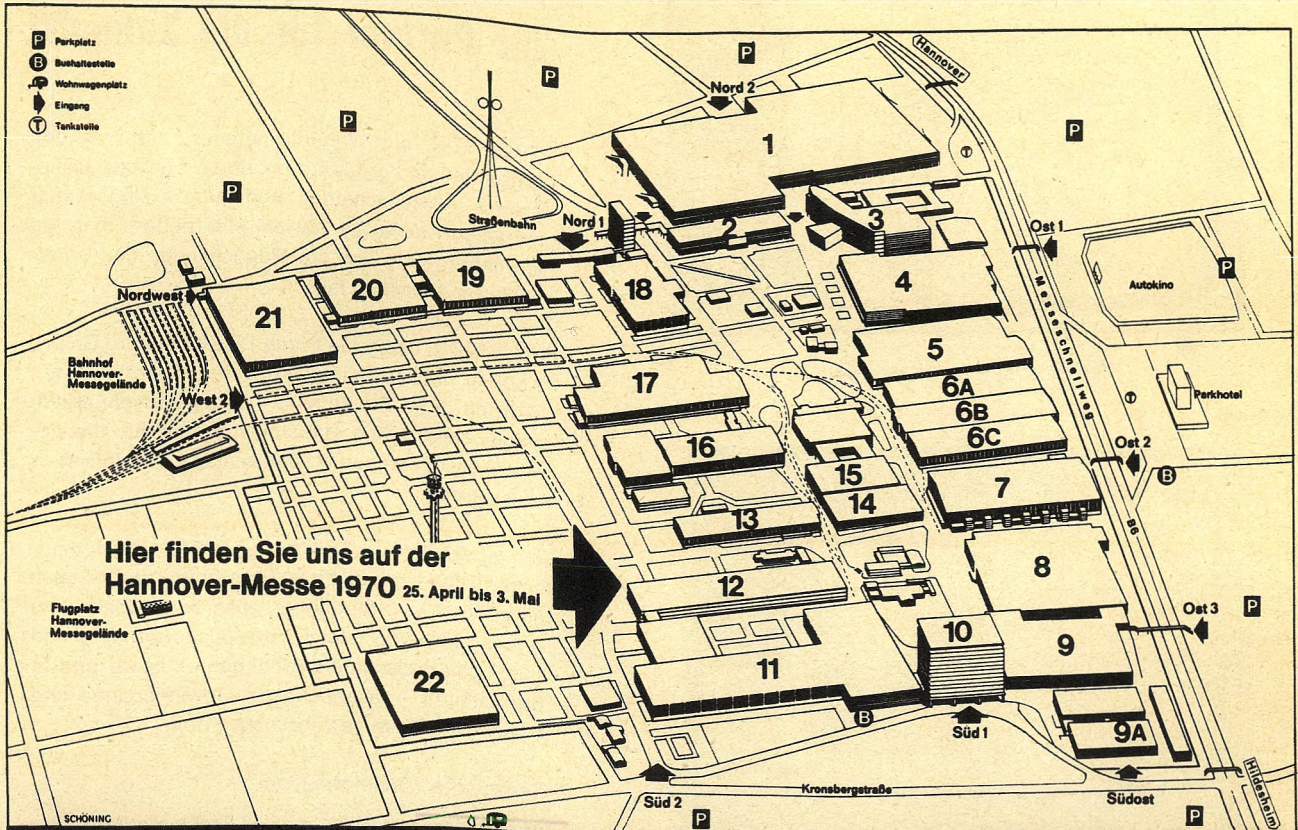 P Parkplatz
B Bushaltestelle
Wohnwagenplatz
Eingang
T Tankstelle
Hannover
P
P
P
P
P
Nord 2
1
T
Straßenbahn
Nord 1
2
3
Ost 1
4
P
Autokino
Messeschnellweg
Nordwest
21
20
19
18
5
6A
6B
6C
Bahnhof
Hannover-
Messegelände
West 2
17
16
15
14
T
Parkhotel
Ost 2
B
7
B6
13
Hier finden Sie uns auf der
Hannover-Messe 1970 25. April bis 3. Mai
12
8
Flugplatz
Hannover-
Messegelände
Ost 3
P
10
9
22
11
B
Süd 1
9A
Süd 2
Kronsbergstraße
Südost
Hildesheim
SCHÖNING
P
P